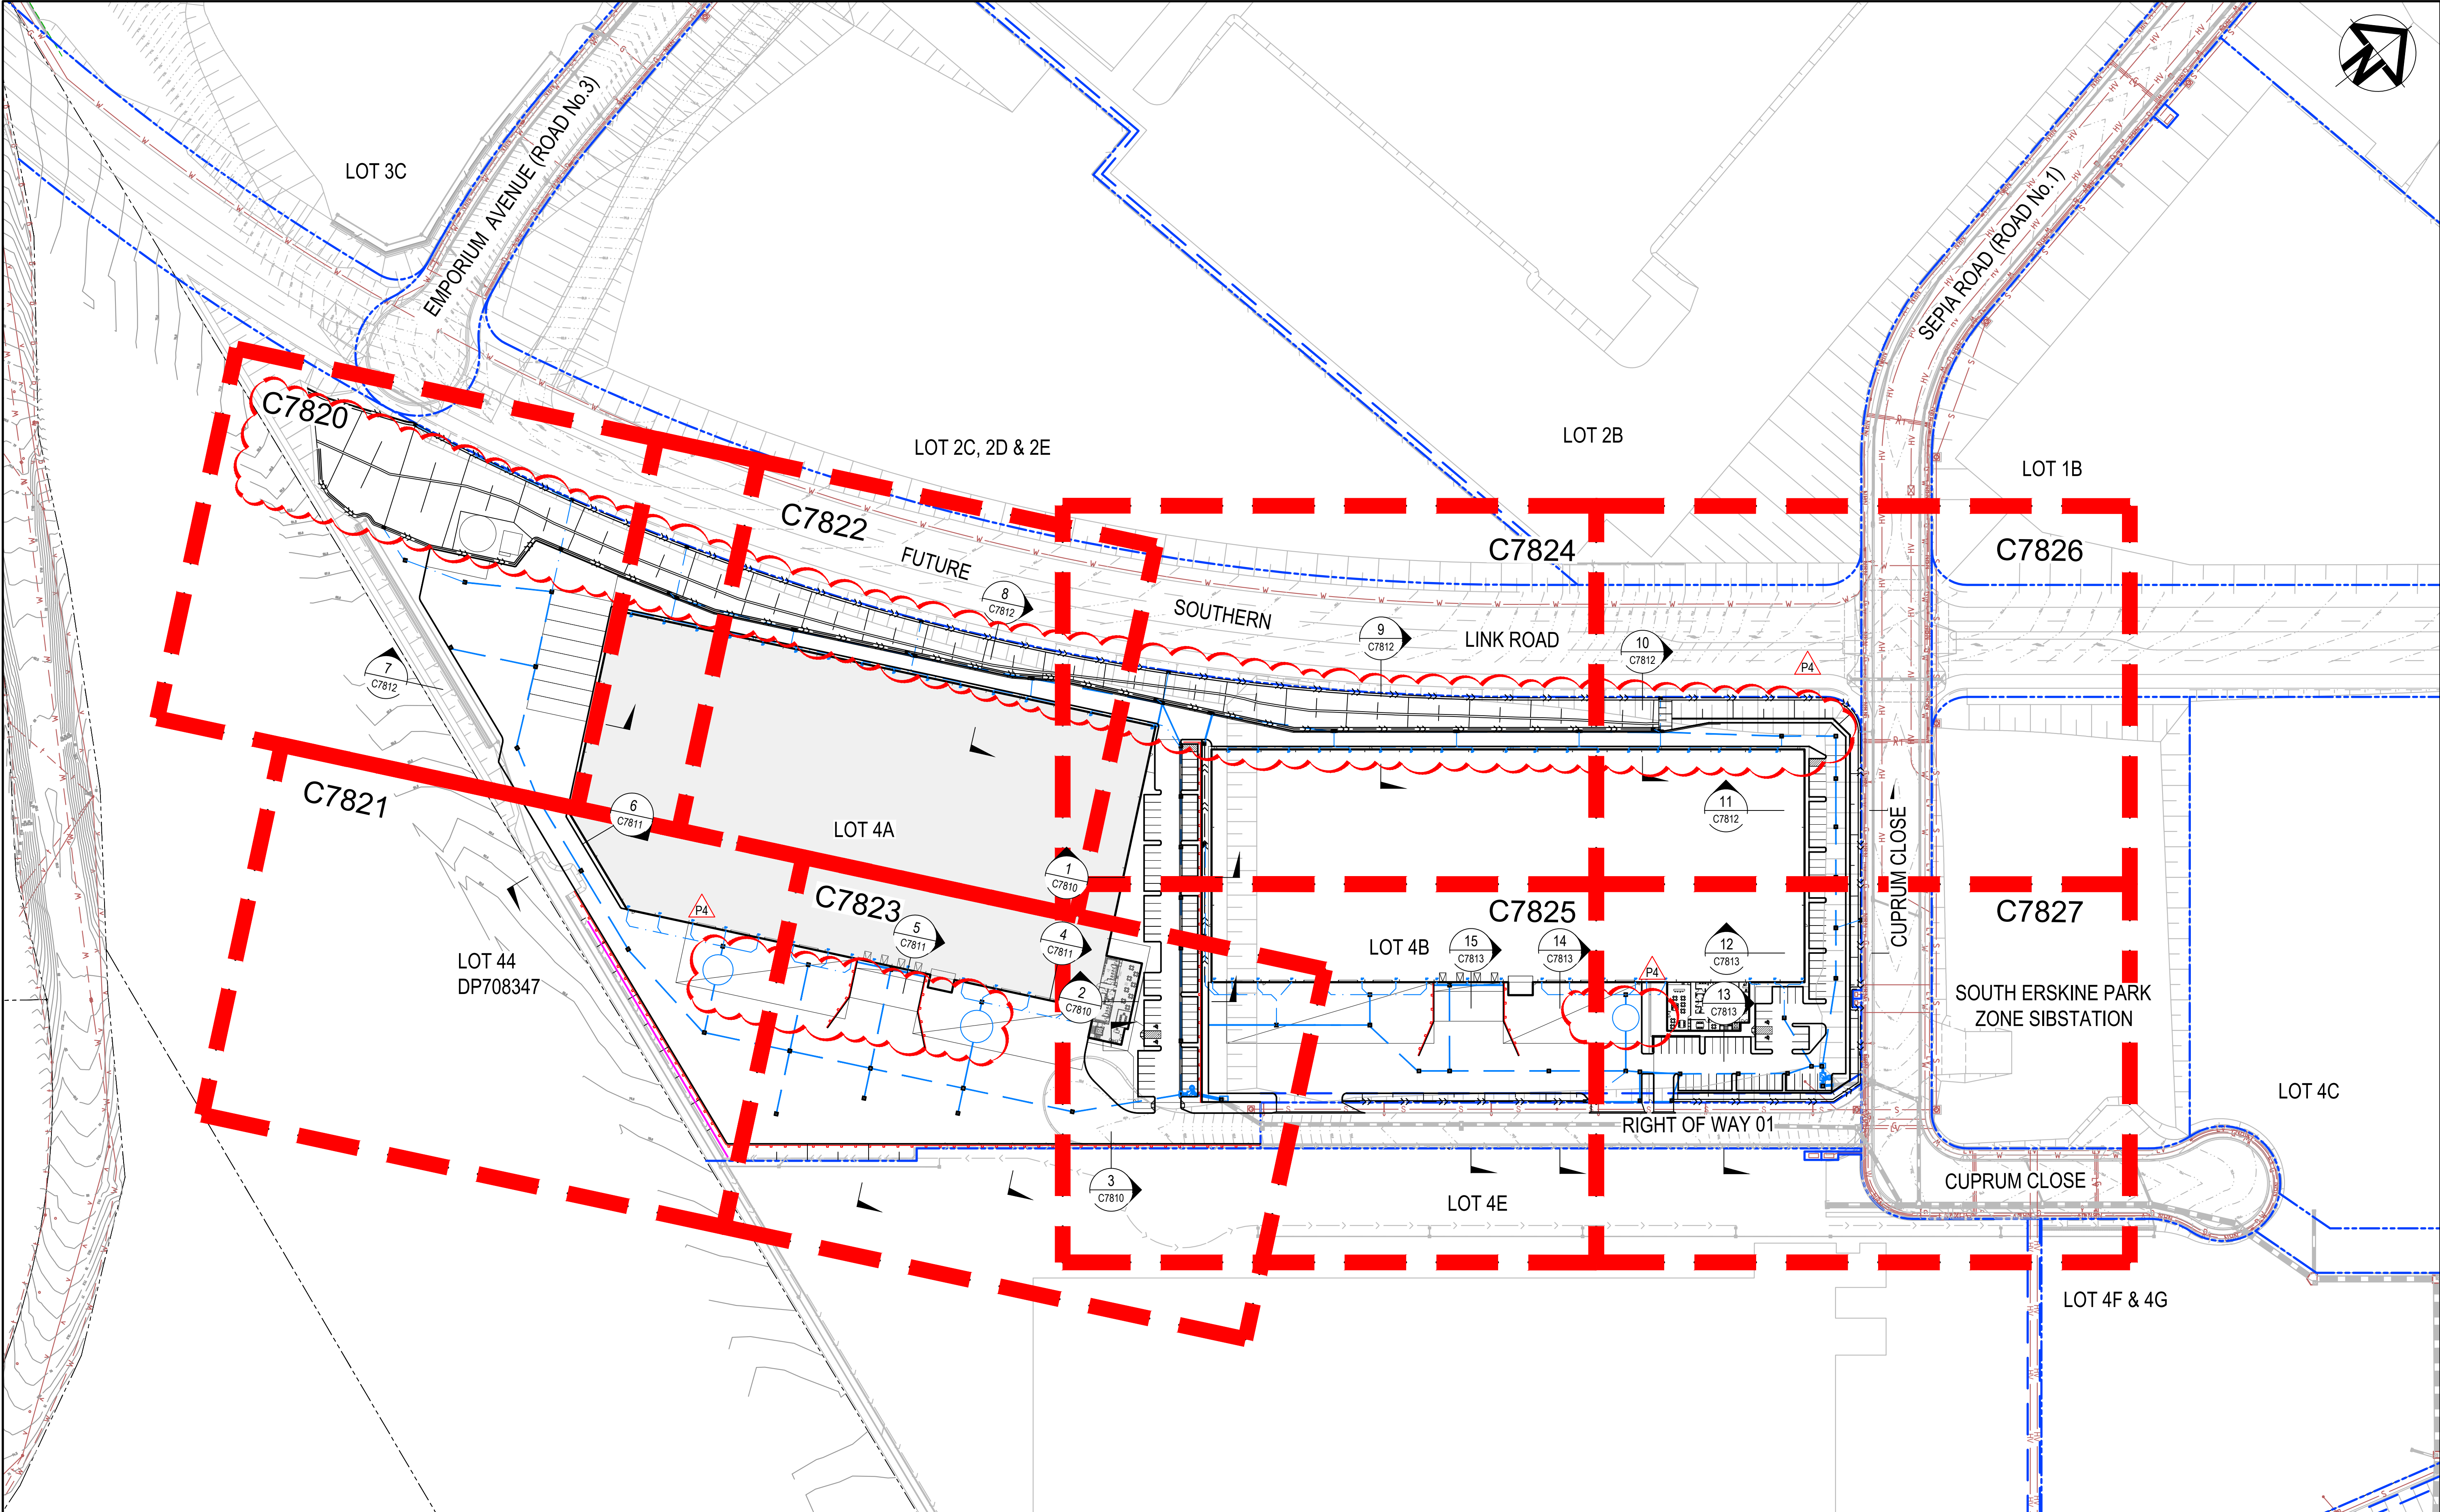 N
LOT 3C
EMPORIUM AVENUE (ROAD No.3)
SEPIA ROAD (ROAD No.1)
C7820
LOT 2C, 2D & 2E
LOT 2B
LOT 1B
C7822
C7824
C7826
FUTURE
SOUTHERN
LINK ROAD
8
C7812
9
C7812
10
C7812
P4
7
C7812
C7821
6
C7811
LOT 4A
11
C7812
CUPRUM CLOSE
1
C7810
P4
C7823
5
C7811
4
C7811
C7825
LOT 4B
15
C7813
14
C7813
12
C7813
C7827
P4
LOT 44
DP708347
2
C7810
13
C7813
SOUTH ERSKINE PARK
ZONE SIBSTATION
LOT 4C
RIGHT OF WAY 01
3
C7810
LOT 4E
CUPRUM CLOSE
LOT 4F & 4G